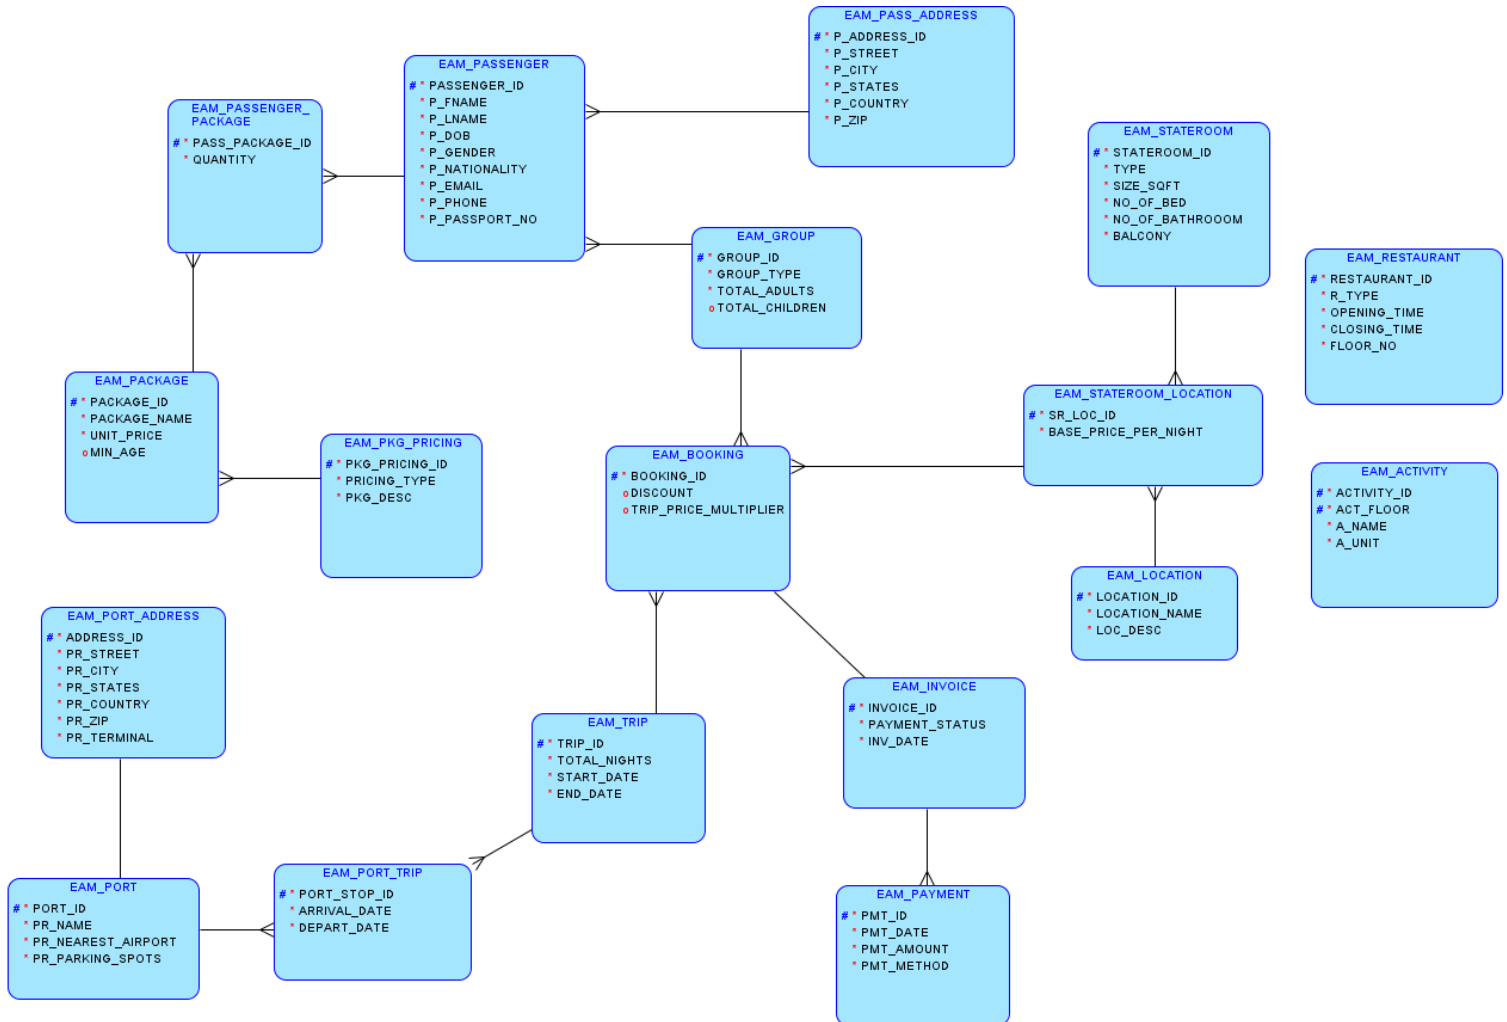 EAM_PASS_ADDRESS
# * P_ADDRESS_ID
* P_STREET
* P_CITY
* P_STATES
* P_COUNTRY
* P_ZIP
EAM_PASSENGER
# * PASSENGER_ID
* P_FNAME
* P_LNAME
* P_DOB
* P_GENDER
* P_NATIONALITY
* P_EMAIL
* P_PHONE
* P_PASSPORT_NO
EAM_PASSENGER_
PACKAGE
# * PASS_PACKAGE_ID
* QUANTITY
EAM_STATEROOM
# * STATEROOM_ID
* TYPE
* SIZE_SQFT
* NO_OF_BED
* NO_OF_BATHROOOM
* BALCONY
EAM_GROUP
# * GROUP_ID
* GROUP_TYPE
* TOTAL_ADULTS
o TOTAL_CHILDREN
EAM_RESTAURANT
# * RESTAURANT_ID
* R_TYPE
* OPENING_TIME
* CLOSING_TIME
* FLOOR_NO
EAM_PACKAGE
# * PACKAGE_ID
* PACKAGE_NAME
* UNIT_PRICE
o MIN_AGE
EAM_STATEROOM_LOCATION
# * SR_LOC_ID
* BASE_PRICE_PER_NIGHT
EAM_PKG_PRICING
# * PKG_PRICING_ID
* PRICING_TYPE
* PKG_DESC
EAM_BOOKING
# * BOOKING_ID
o DISCOUNT
o TRIP_PRICE_MULTIPLIER
EAM_ACTIVITY
# * ACTIVITY_ID
# * ACT_FLOOR
* A_NAME
* A_UNIT
EAM_LOCATION
# * LOCATION_ID
* LOCATION_NAME
* LOC_DESC
EAM_PORT_ADDRESS
# * ADDRESS_ID
* PR_STREET
* PR_CITY
* PR_STATES
* PR_COUNTRY
* PR_ZIP
* PR_TERMINAL
EAM_INVOICE
# * INVOICE_ID
* PAYMENT_STATUS
* INV_DATE
EAM_TRIP
# * TRIP_ID
* TOTAL_NIGHTS
* START_DATE
* END_DATE
EAM_PORT
# * PORT_ID
* PR_NAME
* PR_NEAREST_AIRPORT
* PR_PARKING_SPOTS
EAM_PORT_TRIP
# * PORT_STOP_ID
* ARRIVAL_DATE
* DEPART_DATE
EAM_PAYMENT
# * PMT_ID
* PMT_DATE
* PMT_AMOUNT
* PMT_METHOD